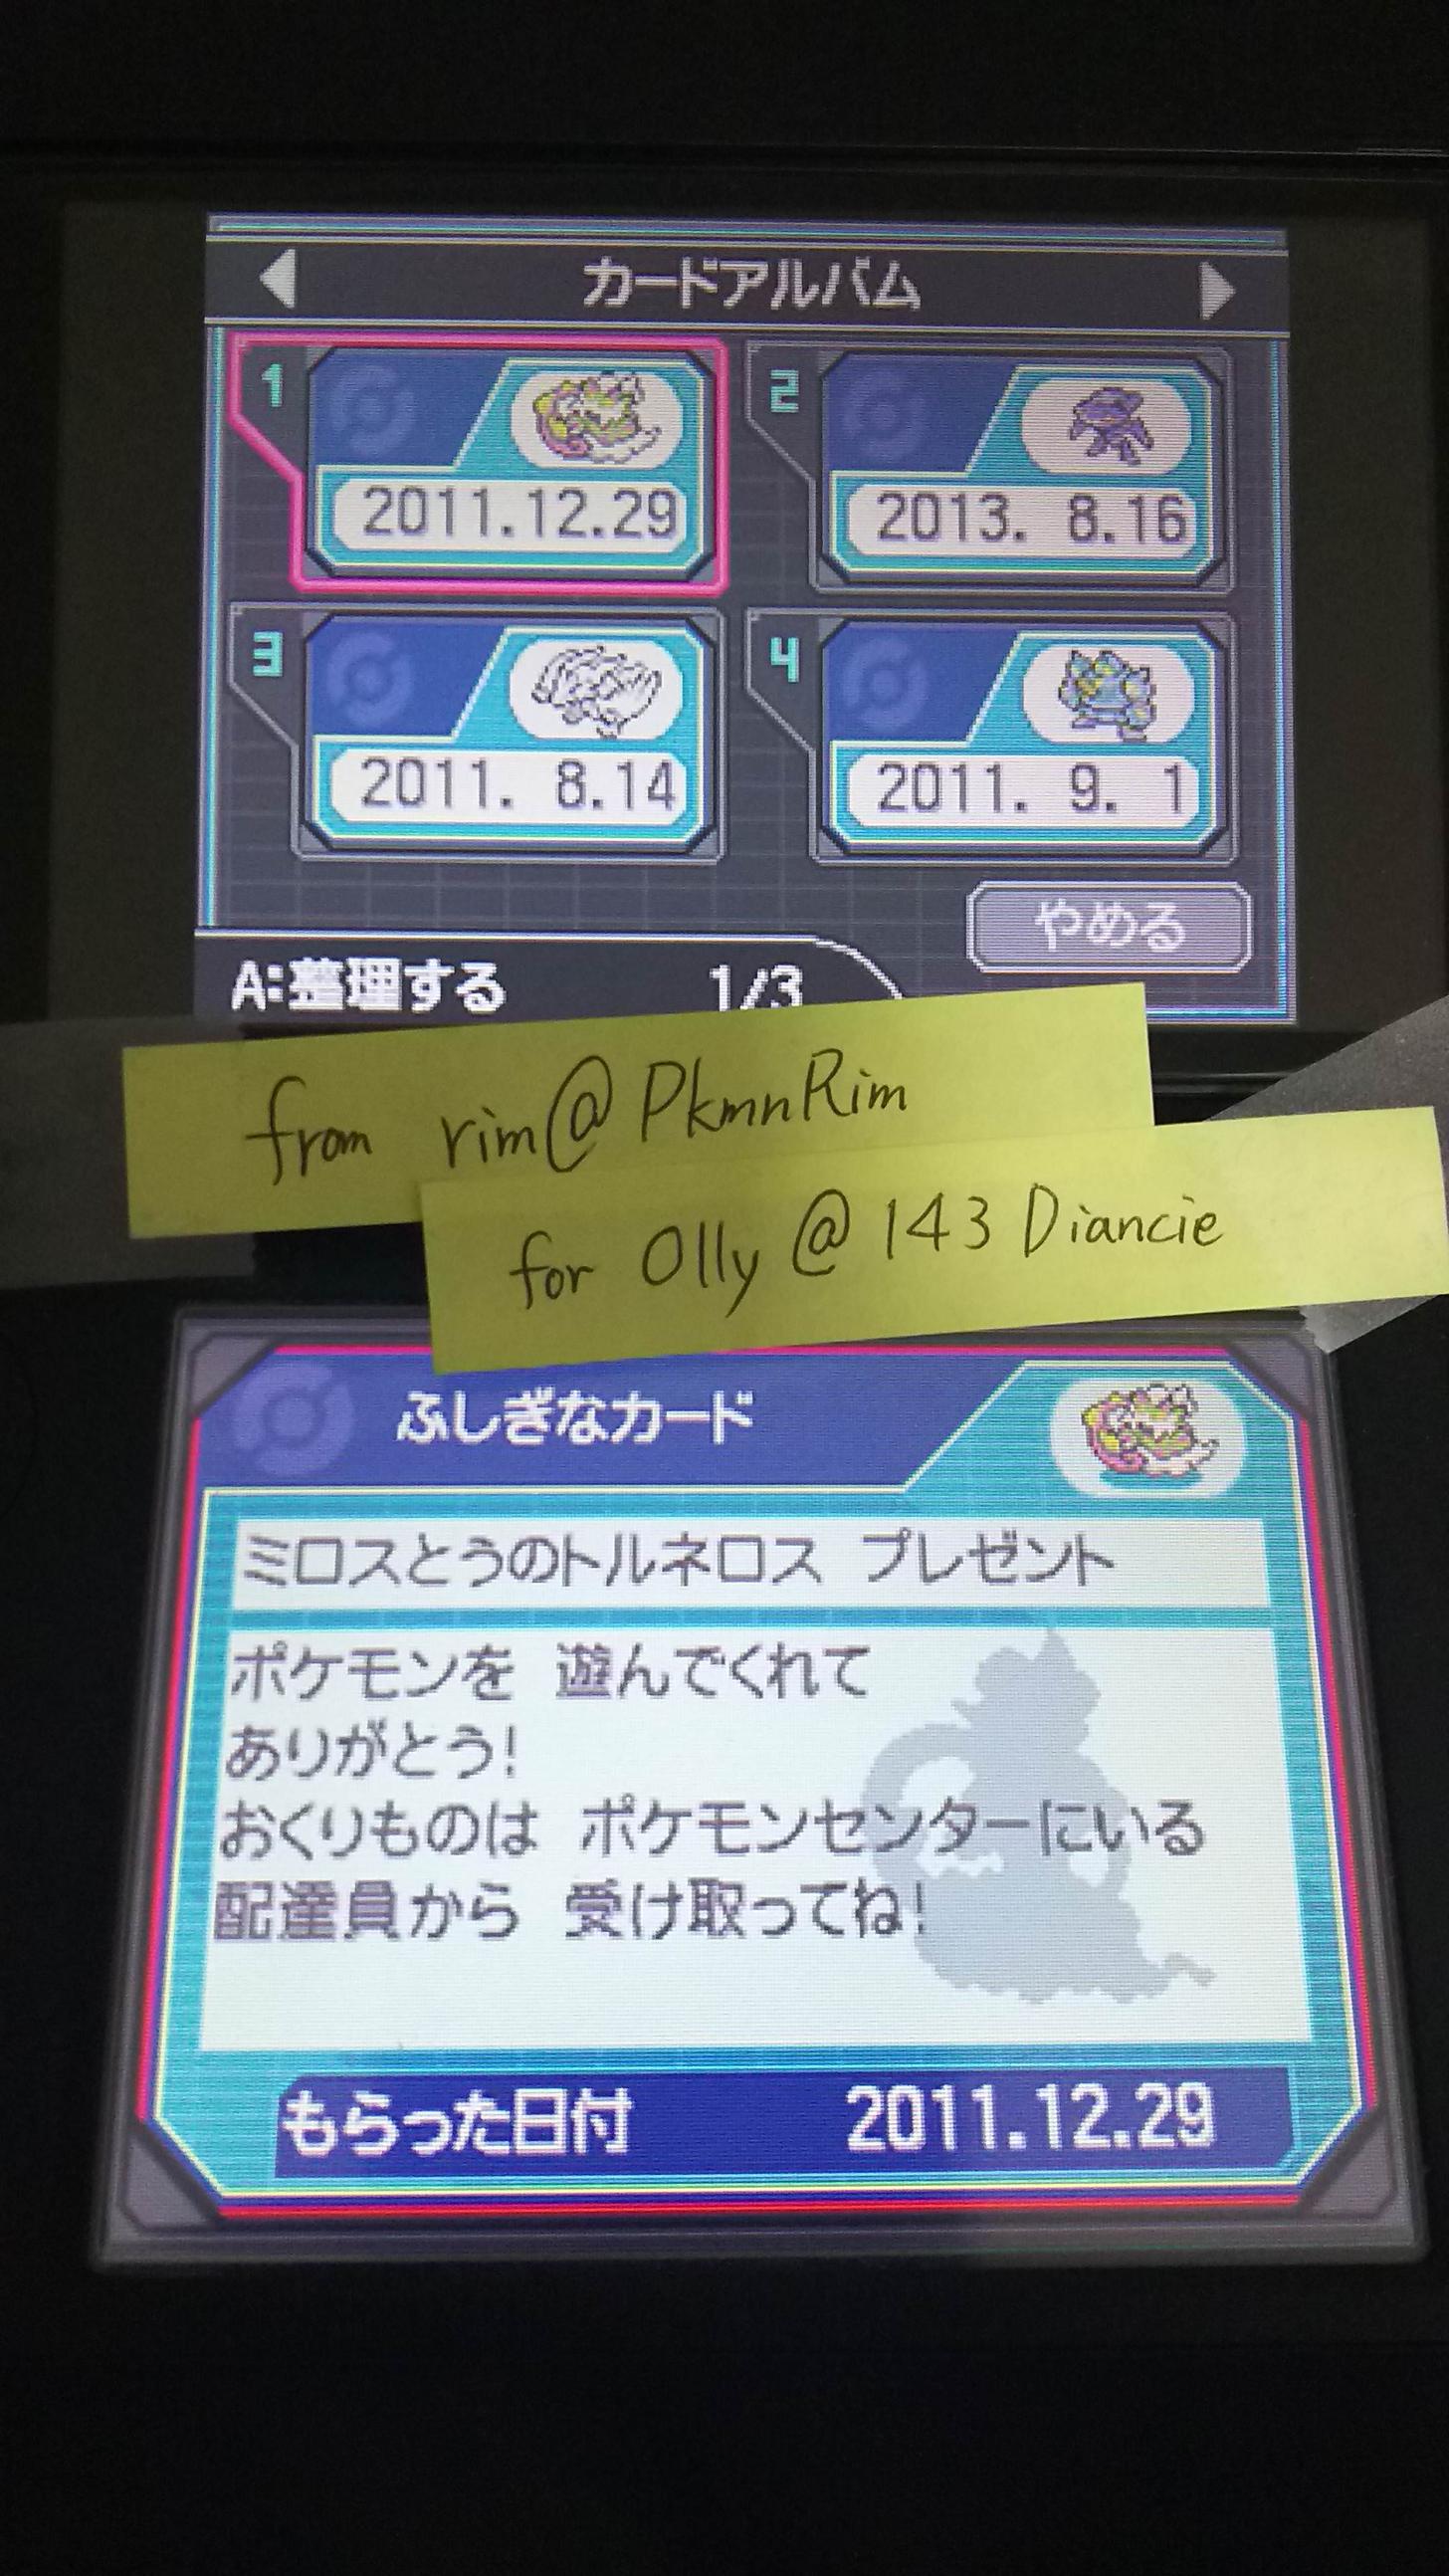 カードアルバム
1
2011.12.29
2
2013. 8.16
3
2011. 8.14
4
2011. 9. 1
やめる
A:整理する 1/3
from rim@PkmnRim
for Olly@143Diancie
ふしぎなカード
ミロスとうのトルネロス プレゼント
ポケモンを 遊んでくれて
ありがとう!
おくりものは ポケモンセンターにいる
配達員から 受け取ってね!
もらった日付 2011.12.29